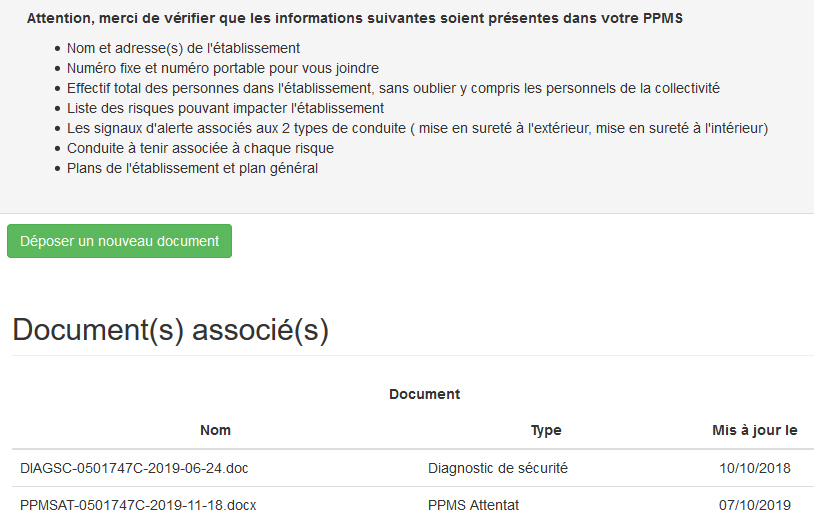 Attention, merci de vérifier que les informations suivantes soient présentes dans votre PPMS
• Nom et adresse(s) de l'établissement
• Numéro fixe et numéro portable pour vous joindre
• Effectif total des personnes dans l'établissement, sans oublier y compris les personnels de la collectivité
• Liste des risques pouvant impacter l'établissement
• Les signaux d'alerte associés aux 2 types de conduite ( mise en sureté à l'extérieur, mise en sureté à l'intérieur)
• Conduite à tenir associée à chaque risque
• Plans de l'établissement et plan général
Déposer un nouveau document
Document(s) associé(s)
Document
Nom Type Mis à jour le
DIAGSC-0501747C-2019-06-24.doc Diagnostic de sécurité 10/10/2018
PPMSAT-0501747C-2019-11-18.docx PPMS Attentat 07/10/2019